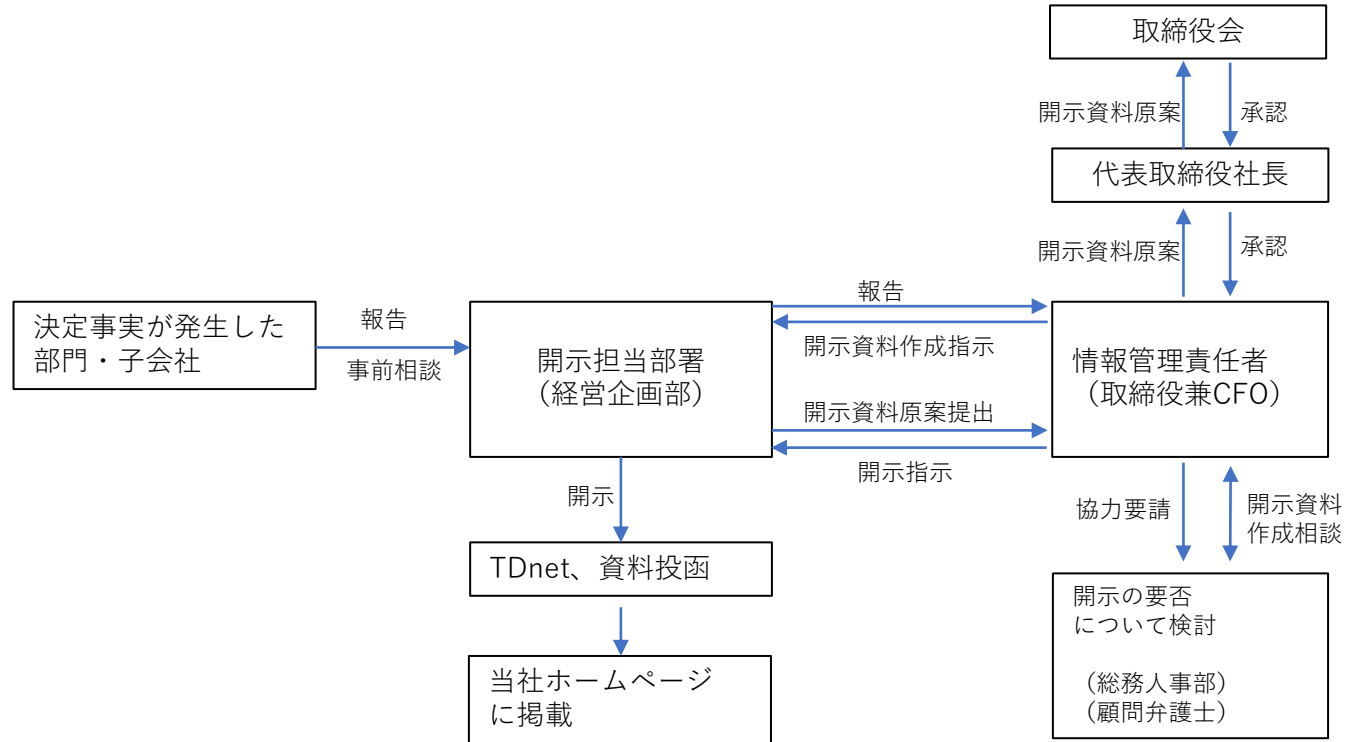 取締役会
開示資料原案
承認
代表取締役社長
開示資料原案
承認
決定事実が発生した
部門・子会社
報告
事前相談
開示担当部署
（経営企画部）
報告
開示資料作成指示
開示資料原案提出
開示指示
情報管理責任者
（取締役兼CFO）
開示
TDnet、資料投函
当社ホームページ
に掲載
協力要請
開示資料
作成相談
開示の要否
について検討
（総務人事部）
（顧問弁護士）